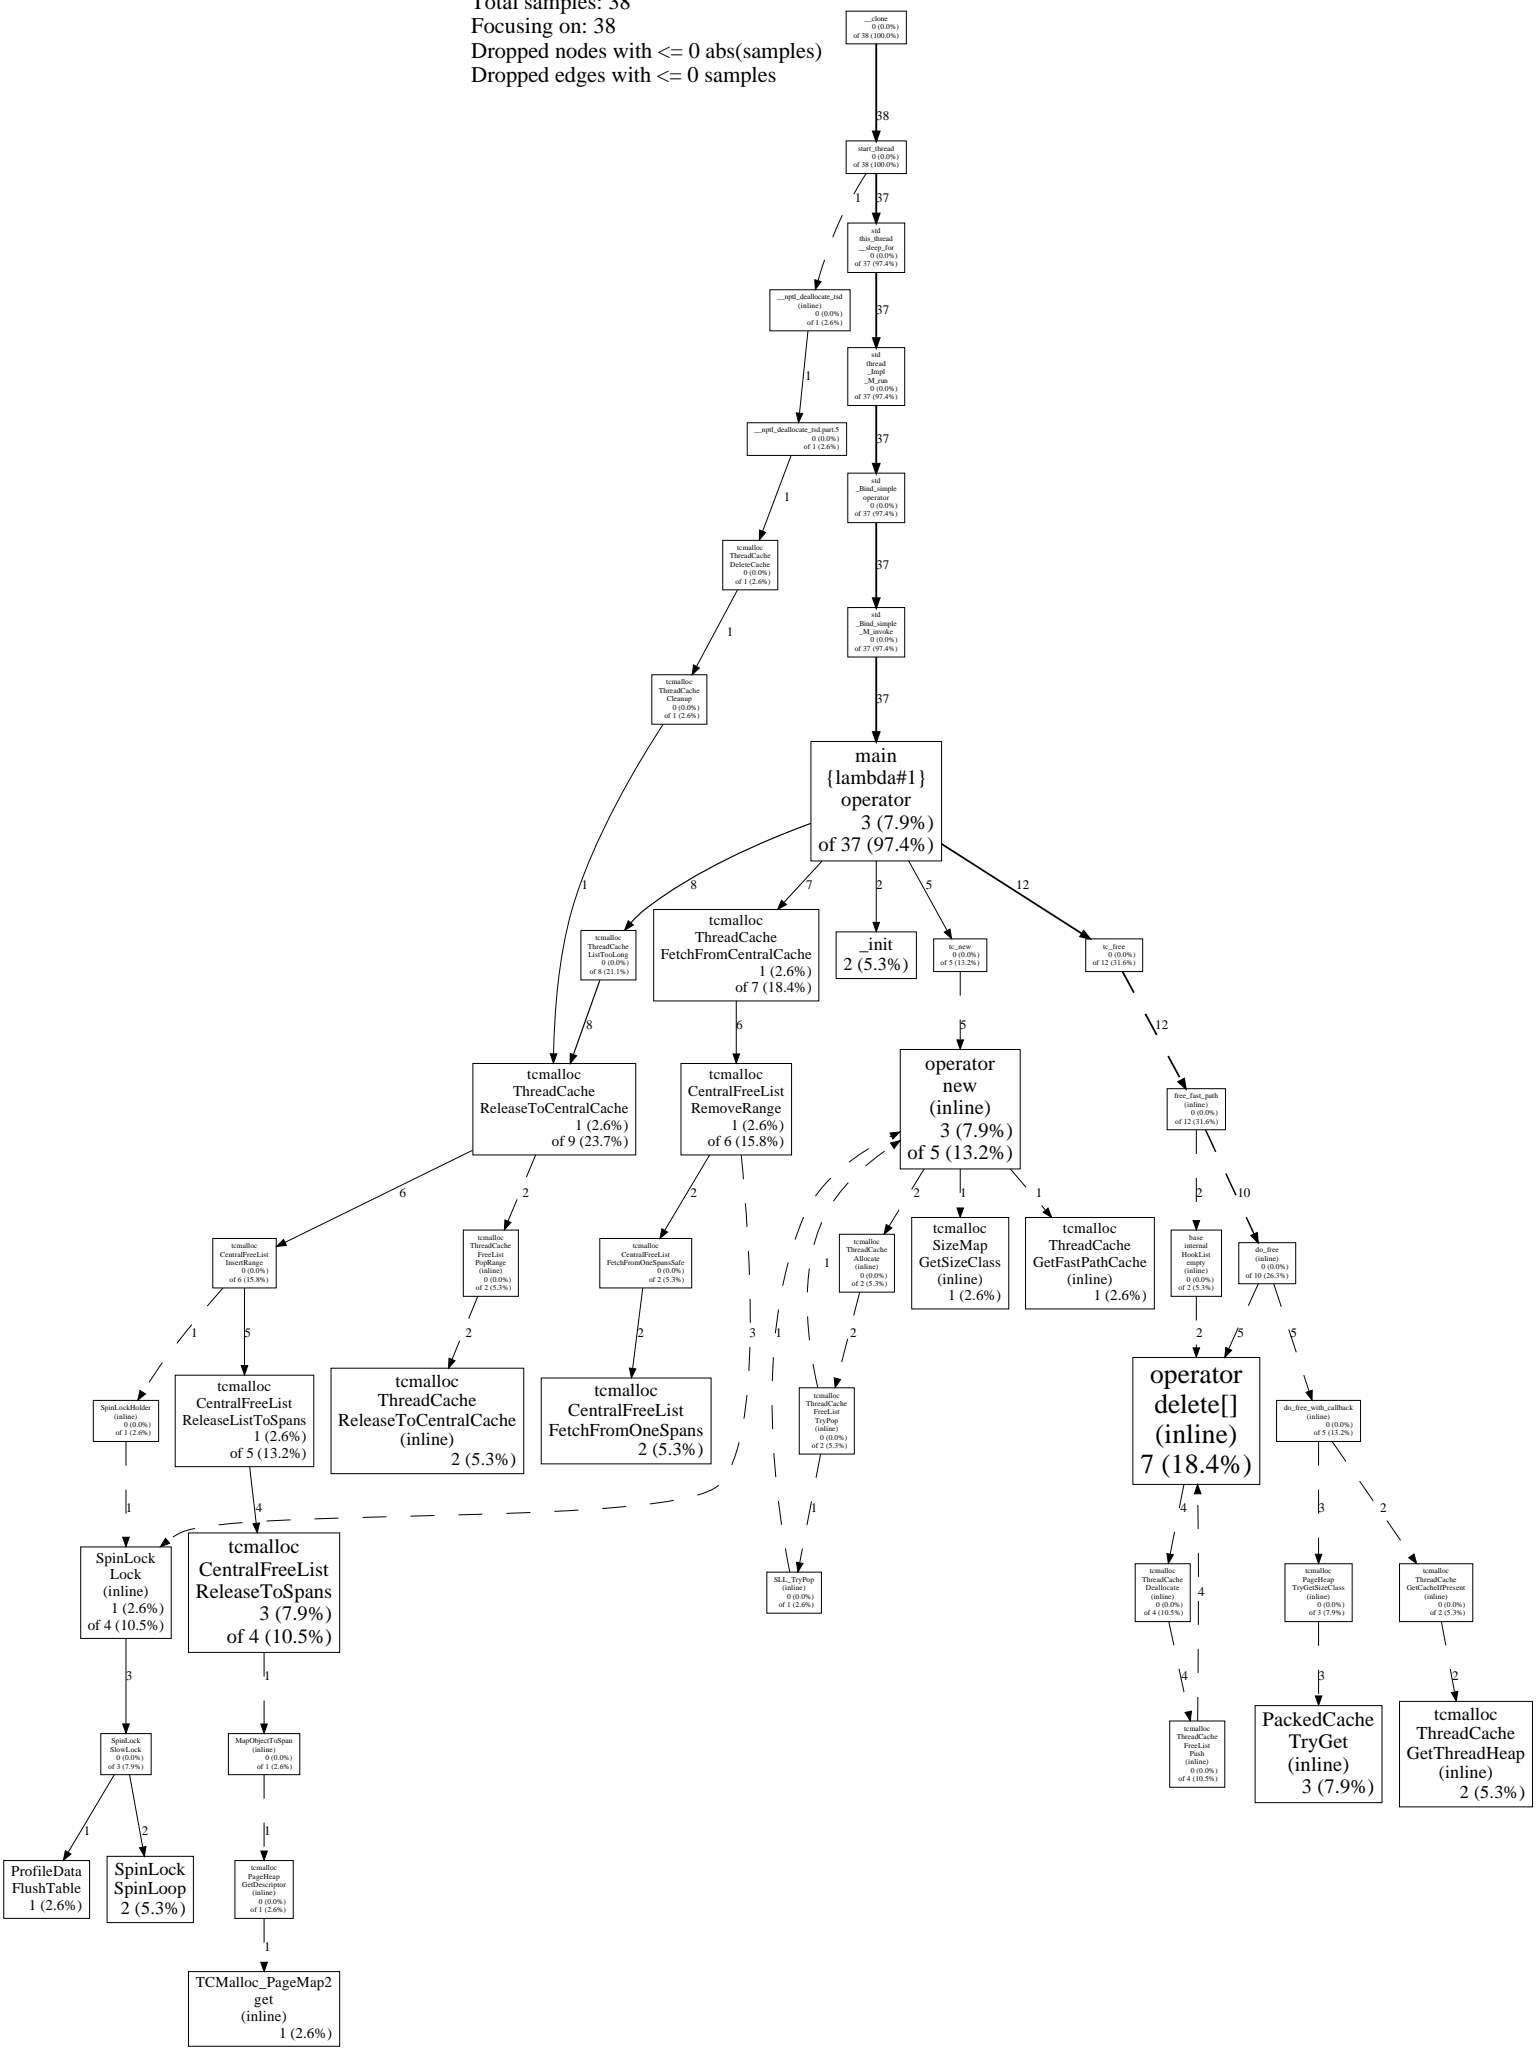 Total samples: 38
Focusing on: 38
Dropped nodes with <= 0 abs(samples)
Dropped edges with <= 0 samples
__clone
0 (0.0%)
of 38 (100.0%)
38
start_thread
0 (0.0%)
of 38 (100.0%)
1
37
std
this_thread
__sleep_for
0 (0.0%)
of 37 (97.4%)
__nptl_deallocate_tsd
(inline)
0 (0.0%)
of 1 (2.6%)
37
std
thread
_Impl
_M_run
0 (0.0%)
of 37 (97.4%)
1
__nptl_deallocate_tsd.part.5
0 (0.0%)
of 1 (2.6%)
37
std
_Bind_simple
operator
0 (0.0%)
of 37 (97.4%)
1
tcmalloc
ThreadCache
DeleteCache
0 (0.0%)
of 1 (2.6%)
37
std
_Bind_simple
_M_invoke
0 (0.0%)
of 37 (97.4%)
1
tcmalloc
ThreadCache
Cleanup
0 (0.0%)
of 1 (2.6%)
37
main
{lambda#1}
operator
3 (7.9%)
of 37 (97.4%)
1
8
7
2
5
12
tcmalloc
ThreadCache
ListTooLong
0 (0.0%)
of 8 (21.1%)
tcmalloc
ThreadCache
FetchFromCentralCache
1 (2.6%)
of 7 (18.4%)
_init
2 (5.3%)
tc_new
0 (0.0%)
of 5 (13.2%)
tc_free
0 (0.0%)
of 12 (31.6%)
8
6
5
12
tcmalloc
ThreadCache
ReleaseToCentralCache
1 (2.6%)
of 9 (23.7%)
tcmalloc
CentralFreeList
RemoveRange
1 (2.6%)
of 6 (15.8%)
operator
new
(inline)
3 (7.9%)
of 5 (13.2%)
free_fast_path
(inline)
0 (0.0%)
of 12 (31.6%)
6
2
2
2
1
1
2
10
tcmalloc
CentralFreeList
InsertRange
0 (0.0%)
of 6 (15.8%)
tcmalloc
ThreadCache
FreeList
PopRange
(inline)
0 (0.0%)
of 2 (5.3%)
tcmalloc
CentralFreeList
FetchFromOneSpansSafe
0 (0.0%)
of 2 (5.3%)
tcmalloc
ThreadCache
Allocate
(inline)
0 (0.0%)
of 2 (5.3%)
tcmalloc
SizeMap
GetSizeClass
(inline)
1 (2.6%)
tcmalloc
ThreadCache
GetFastPathCache
(inline)
1 (2.6%)
base
internal
HookList
empty
(inline)
0 (0.0%)
of 2 (5.3%)
do_free
(inline)
0 (0.0%)
of 10 (26.3%)
1
5
2
2
3
1
1
2
2
5
5
SpinLockHolder
(inline)
0 (0.0%)
of 1 (2.6%)
tcmalloc
CentralFreeList
ReleaseListToSpans
1 (2.6%)
of 5 (13.2%)
tcmalloc
ThreadCache
ReleaseToCentralCache
(inline)
2 (5.3%)
tcmalloc
CentralFreeList
FetchFromOneSpans
2 (5.3%)
tcmalloc
ThreadCache
FreeList
TryPop
(inline)
0 (0.0%)
of 2 (5.3%)
operator
delete[]
(inline)
7 (18.4%)
do_free_with_callback
(inline)
0 (0.0%)
of 5 (13.2%)
1
4
1
4
3
2
SpinLock
Lock
(inline)
1 (2.6%)
of 4 (10.5%)
tcmalloc
CentralFreeList
ReleaseToSpans
3 (7.9%)
of 4 (10.5%)
SLL_TryPop
(inline)
0 (0.0%)
of 1 (2.6%)
tcmalloc
ThreadCache
Deallocate
(inline)
0 (0.0%)
of 4 (10.5%)
4
tcmalloc
PageHeap
TryGetSizeClass
(inline)
0 (0.0%)
of 3 (7.9%)
tcmalloc
ThreadCache
GetCacheIfPresent
(inline)
0 (0.0%)
of 2 (5.3%)
3
1
4
3
2
SpinLock
SlowLock
0 (0.0%)
of 3 (7.9%)
MapObjectToSpan
(inline)
0 (0.0%)
of 1 (2.6%)
tcmalloc
ThreadCache
FreeList
Push
(inline)
0 (0.0%)
of 4 (10.5%)
PackedCache
TryGet
(inline)
3 (7.9%)
tcmalloc
ThreadCache
GetThreadHeap
(inline)
2 (5.3%)
1
2
1
ProfileData
FlushTable
1 (2.6%)
SpinLock
SpinLoop
2 (5.3%)
tcmalloc
PageHeap
GetDescriptor
(inline)
0 (0.0%)
of 1 (2.6%)
1
TCMalloc_PageMap2
get
(inline)
1 (2.6%)